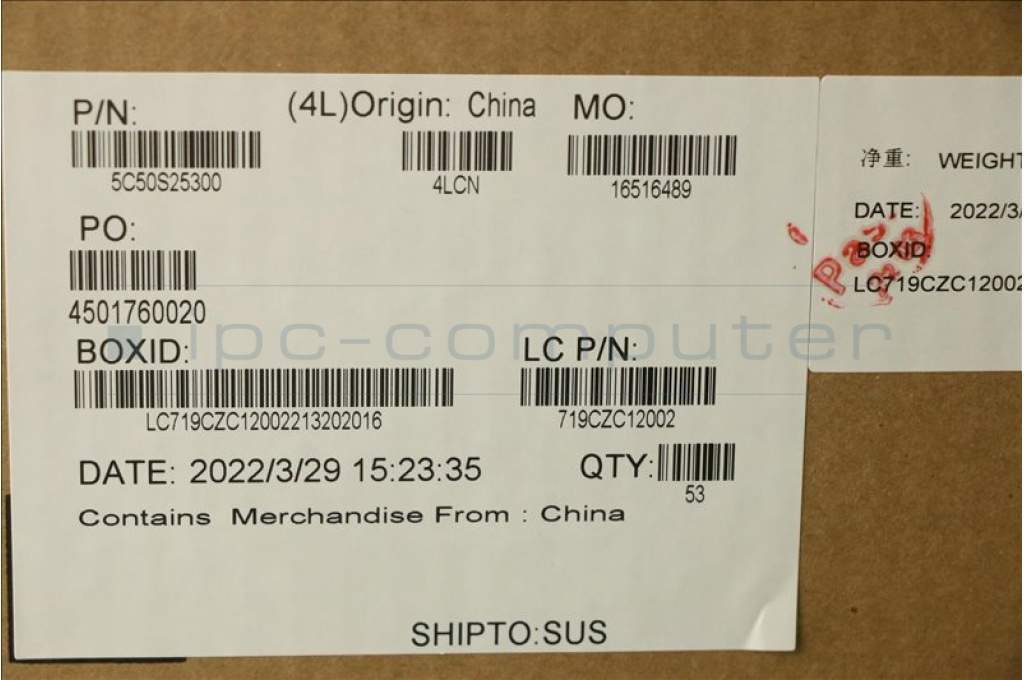 P/N: (4L)Origin: China MO:
5C50S25300 4LCN 16516489
PO:
4501760020
ipc-computer
BOXID: LC P/N:
LC719CZC12002213202016 719CZC12002
DATE: 2022/3/29 15:23:35 QTY:
53
Contains Merchandise From : China
SHIPTO:SUS
净重: WEIGHT
DATE: 2022/3/
BOXID:
LC719CZC12002